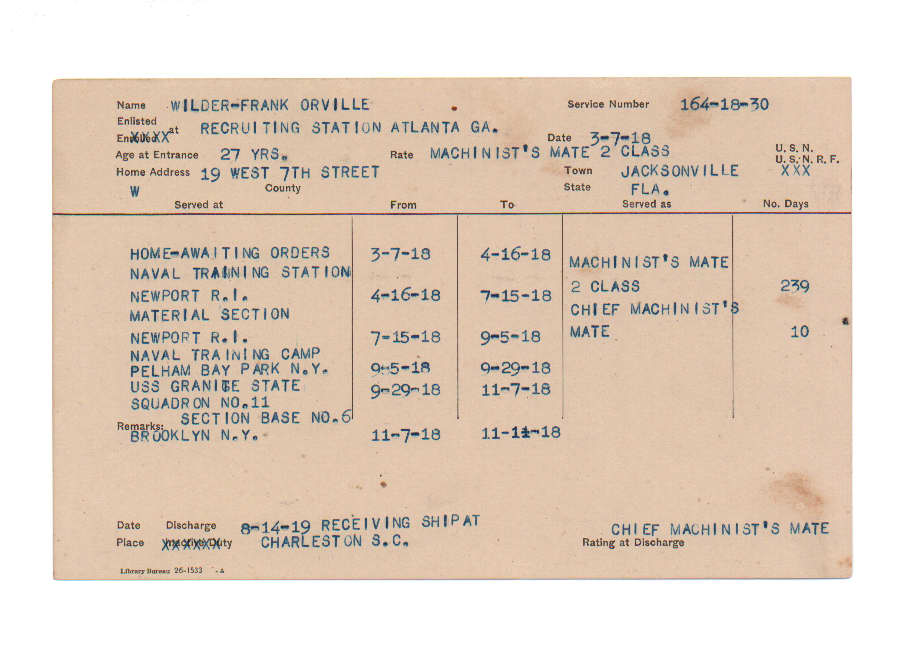 Name WILDER-FRANK ORVILLE Service Number 164-18-30
Enlisted
Enrolled XXXX at RECRUITING STATION ATLANTA GA. Date 3-7-18
Age at Entrance 27 YRS. Rate MACHINIST'S MATE 2 CLASS U. S. N.
U. S. N. R. F.
Home Address 19 WEST 7TH STREET Town JACKSONVILLE XXX
W County State FLA.
Served at From To Served as No. Days
HOME-AWAITING ORDERS 3-7-18 4-16-18 MACHINIST'S MATE
NAVAL TRAINING STATION
NEWPORT R.I. 4-16-18 7-15-18 2 CLASS 239
MATERIAL SECTION CHIEF MACHINIST'S
NEWPORT R.I. 7-15-18 9-5-18 MATE 10
NAVAL TRAINING CAMP
PELHAM BAY PARK N.Y. 9-5-18 9-29-18
USS GRANITE STATE 9-29-18 11-7-18
SQUADRON NO.11
SECTION BASE NO.6
Remarks:
BROOKLYN N.Y. 11-7-18 11-11-18
Date Discharge 8-14-19 RECEIVING SHIP AT CHIEF MACHINIST'S MATE
Place Inactive Duty XXXXXX CHARLESTON S.C. Rating at Discharge
Library Bureau 26-1533 - A